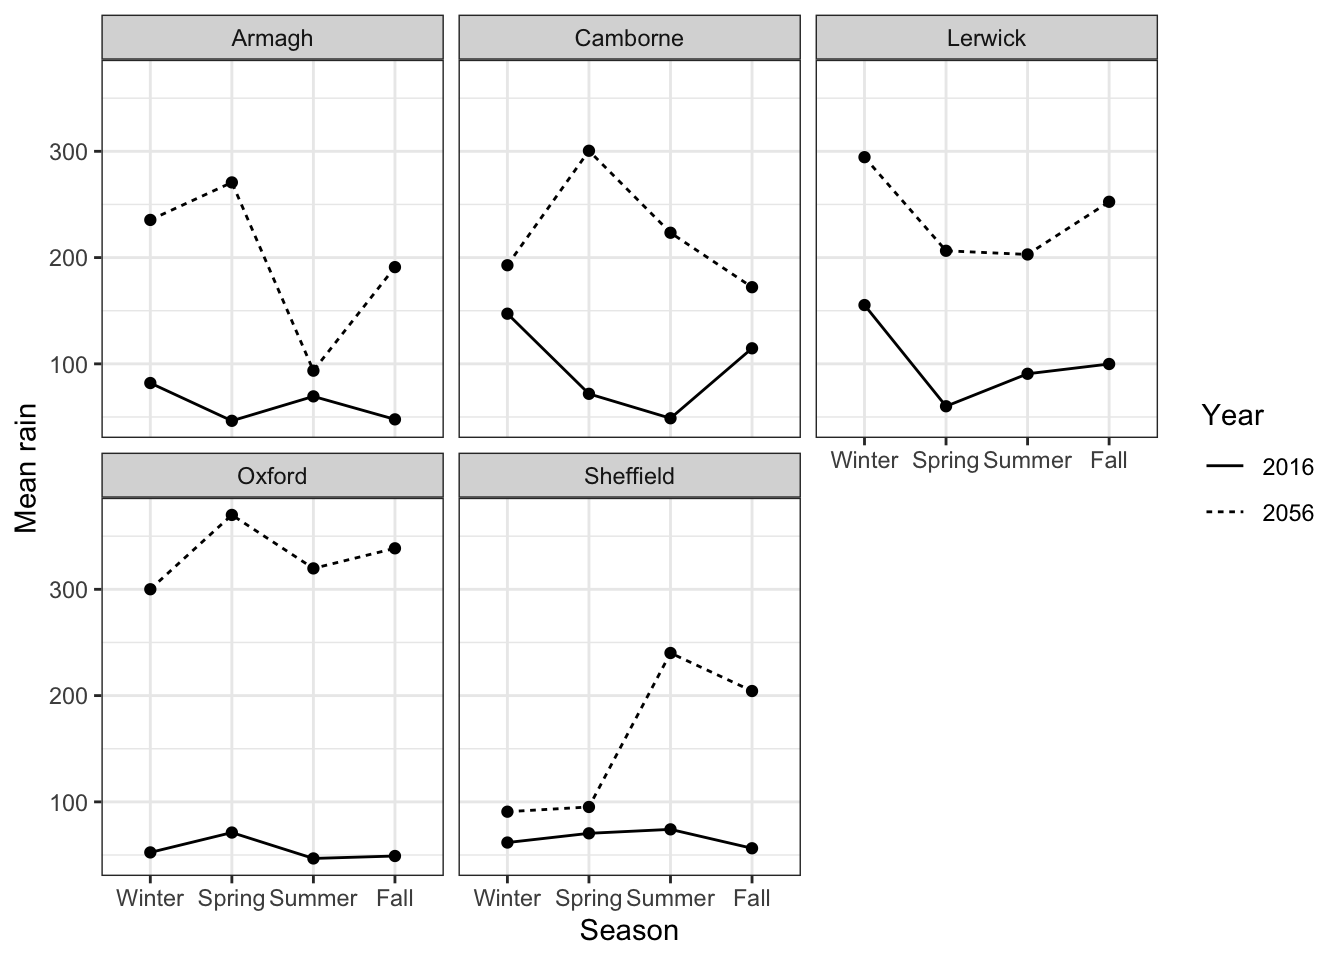 Armagh Camborne Lerwick
300
200
100
Mean rain
Winter Spring Summer Fall
Year
2016
2056
Oxford Sheffield
300
200
100
Winter Spring Summer Fall Winter Spring Summer Fall
Season